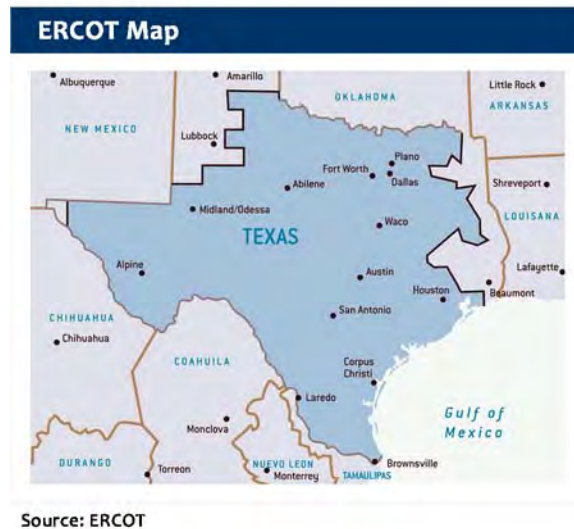 ERCOT Map
Albuquerque
Amarillo
OKLAHOMA
Little Rock
ARKANSAS
NEW MEXICO
Lubbock
Plano
Fort Worth
Dallas
Abilene
Shreveport
Midland/Odessa
LOUISIANA
Waco
TEXAS
Alpine
Austin
Lafayette
Houston
Beaumont
San Antonio
CHIHUAHUA
Chihuahua
COAHUILA
Corpus
Christi
Laredo
Gulf of
Mexico
Monclova
DURANGO
Torreon
NUEVO LEON
Monterrey
TAMAULIPAS
Brownsville
Source: ERCOT